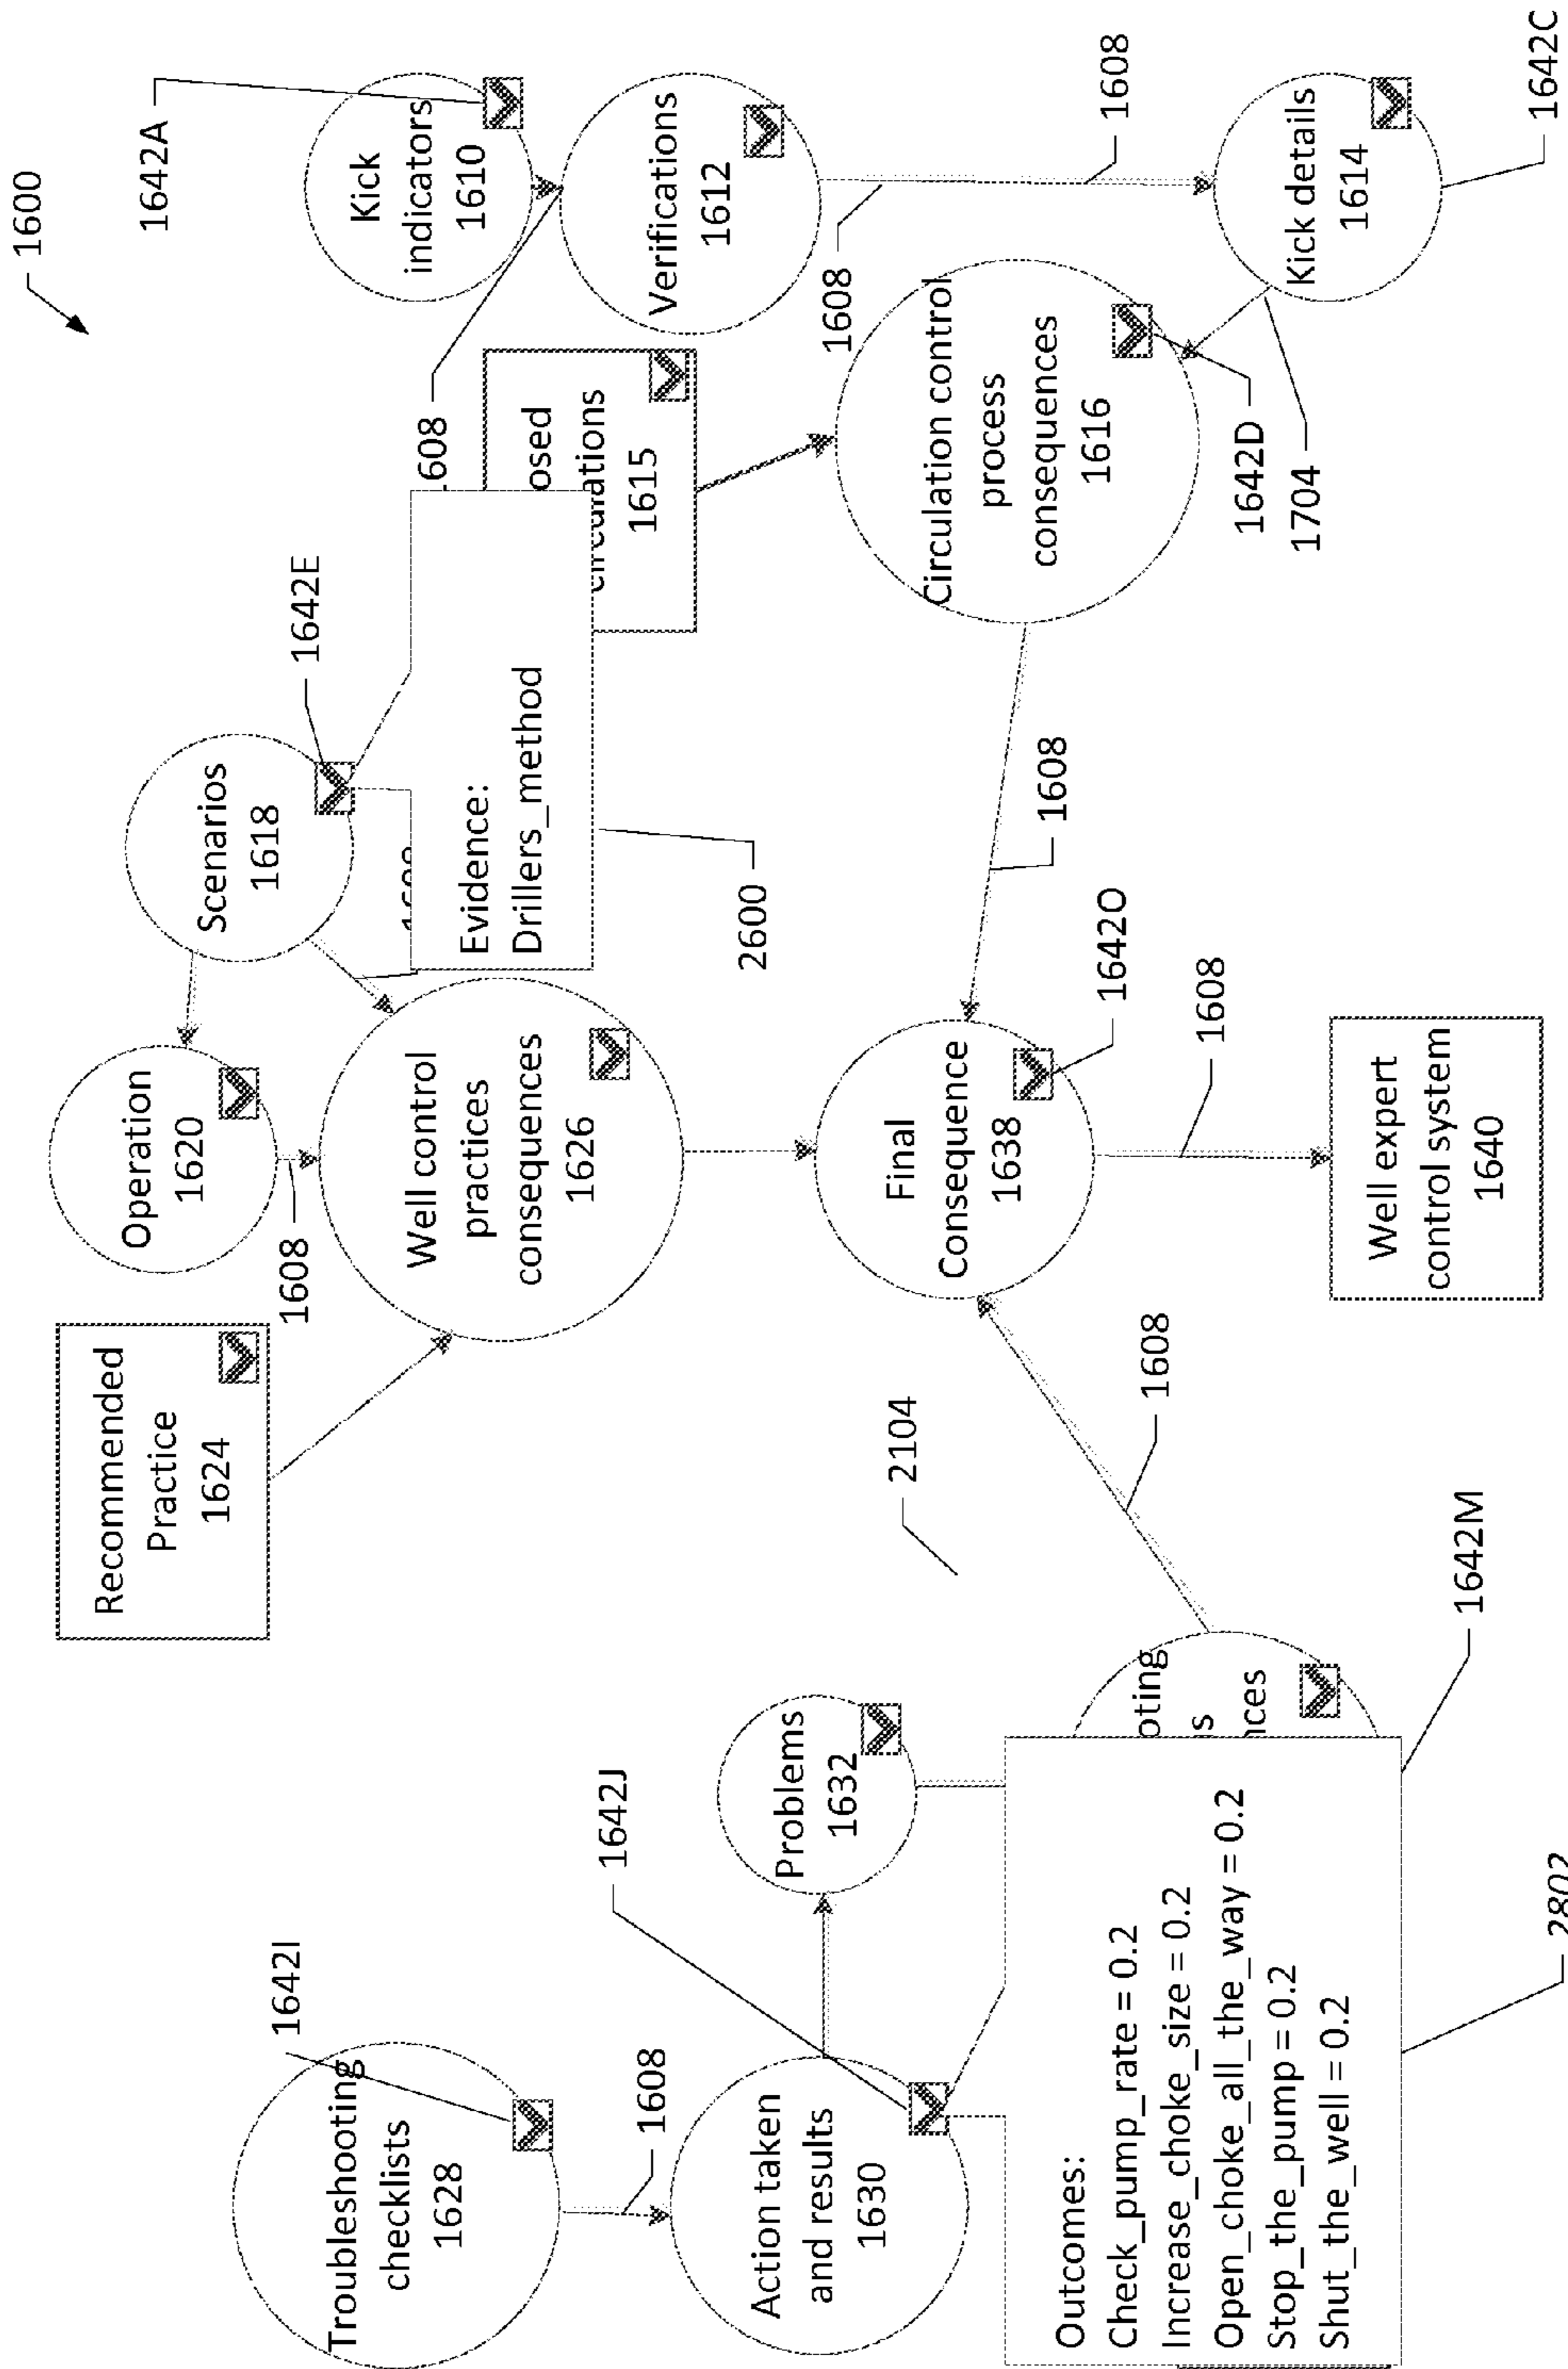 1600
Troubleshooting
checklists
1628
1642I
1608
Action taken
and results
1630
1642J
Problems
1632
Outcomes:
Check_pump_rate = 0.2
Increase_choke_size = 0.2
Open_choke_all_the_way = 0.2
Stop_the_pump = 0.2
Shut_the_well = 0.2
2802
1642M
oting
s
nces
2104
1608
Recommended
Practice
1624
Operation
1620
1608
Scenarios
1618
1642E
Well control
practices
consequences
1626
Evidence:
Drillers_method
2600
Final
Consequence
1638
1642O
1608
Well expert
control system
1640
1608
608
osed
circulations
1615
Kick
indicators
1610
1642A
Verifications
1612
1608
1608
Circulation control
process
consequences
1616
1642D
1704
Kick details
1614
1642C